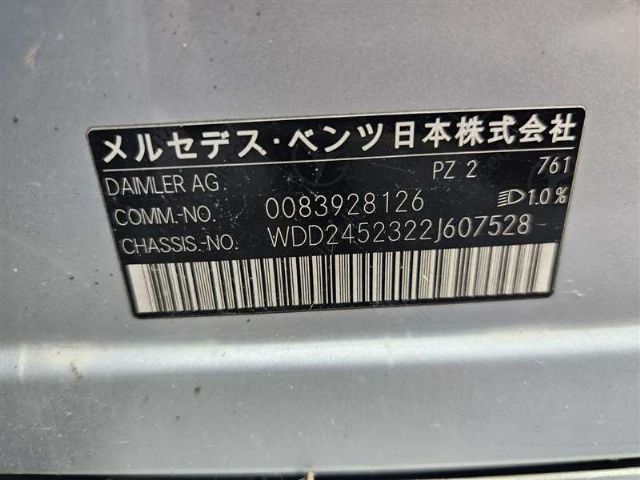 メルセデス・ベンツ日本株式会社
DAIMLER AG PZ 2 761
COMM.-NO. 0083928126 1.0%
CHASSIS.-NO. WDD2452322J607528